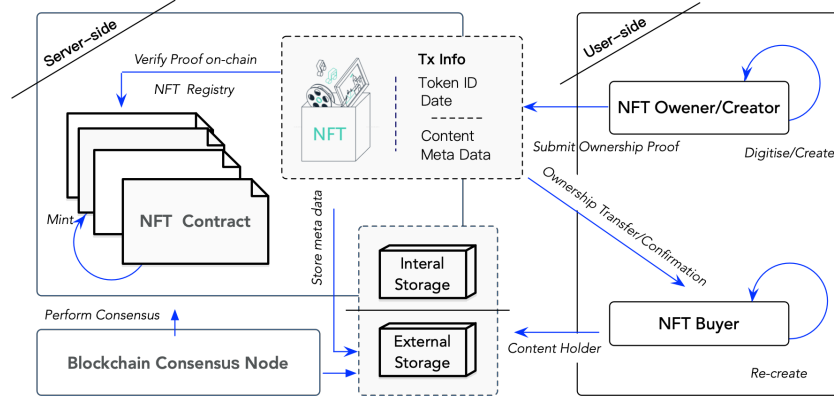 Server-side
User-side
Verify Proof on-chain
NFT Registry
NFT
Tx Info
Token ID
Date
Content
Meta Data
NFT Owener/Creator
Submit Ownership Proof
Digitise/Create
Mint
NFT Contract
Store meta data
Ownership Transfer/Confirmation
Interal
Storage
Perform Consensus
External
Storage
NFT Buyer
Content Holder
Blockchain Consensus Node
Re-create